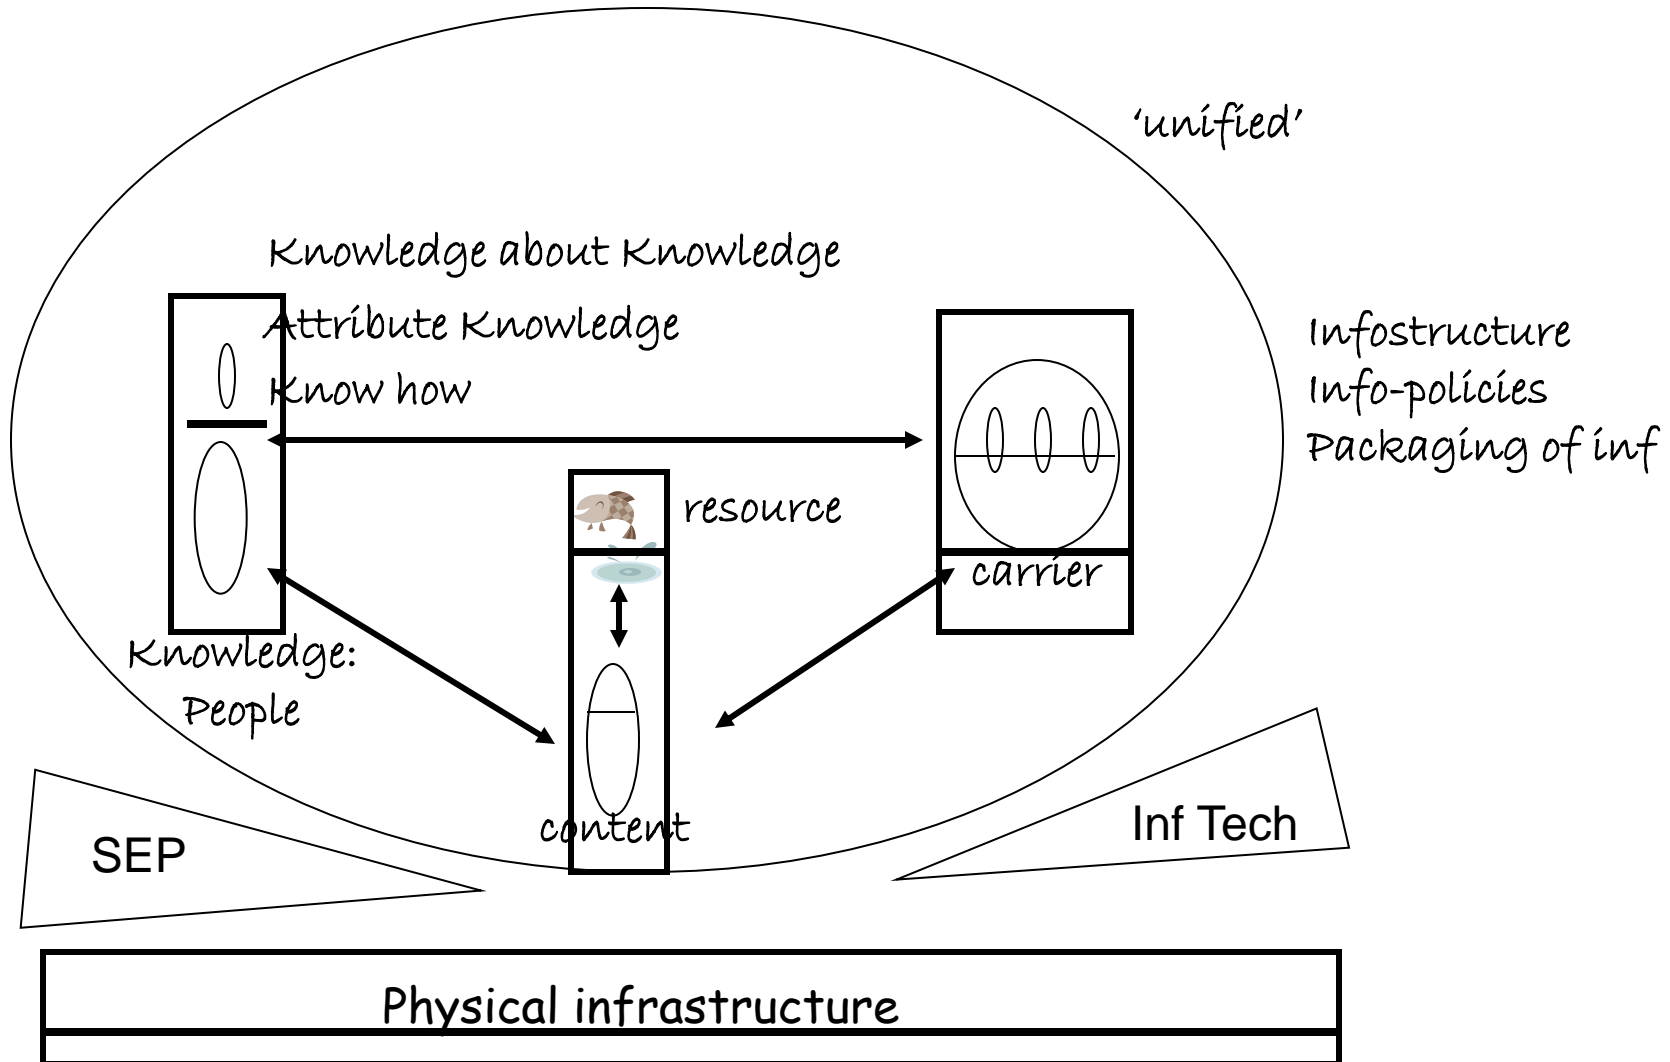 ‘unified’
Knowledge about Knowledge
Attribute Knowledge
Know how
Infostructure
Info-policies
Packaging of inf
resource
carrier
Knowledge:
People
content
SEP
Inf Tech
Physical infrastructure